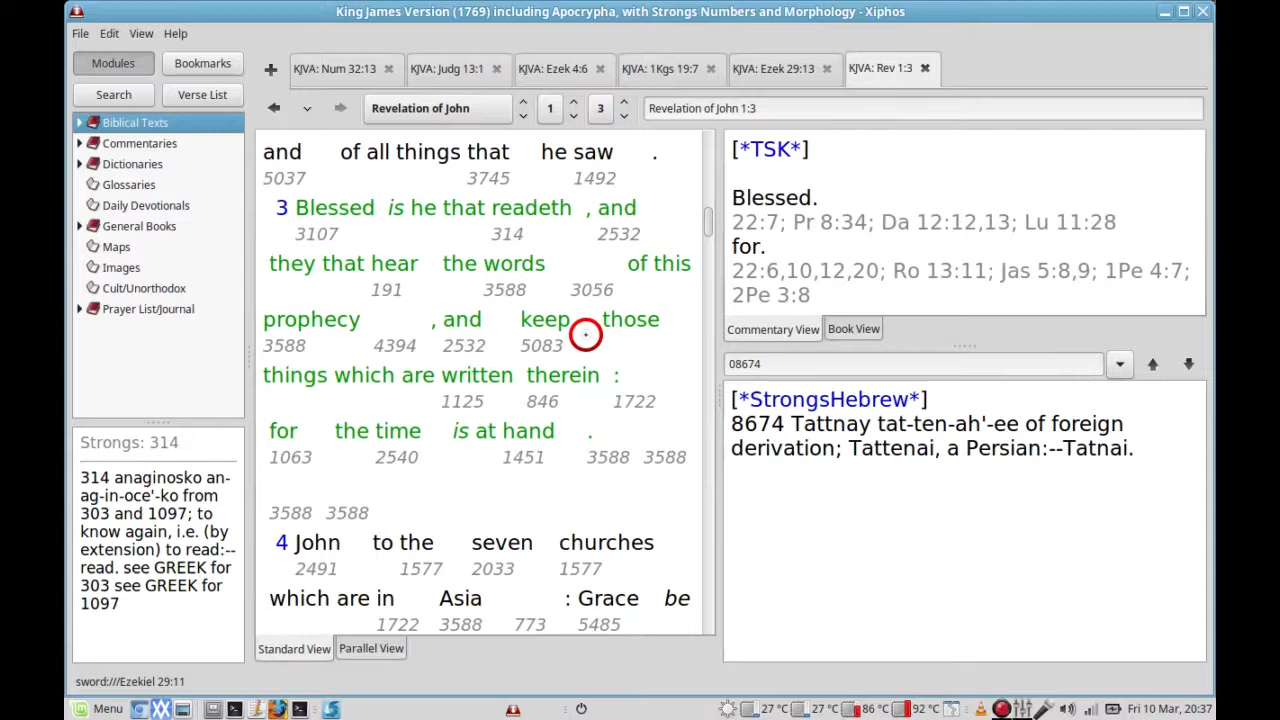 King James Version (1769) including Apocrypha, with Strongs Numbers and Morphology - Xiphos
File Edit View Help
Modules Bookmarks
Search Verse List
Biblical Texts
Commentaries
Dictionaries
Glossaries
Daily Devotionals
General Books
Maps
Images
Cult/Unorthodox
Prayer List/Journal
Strongs: 314
314 anaginosko an-
ag-in-oce'-ko from
303 and 1097; to
know again, i.e. (by
extension) to read:--
read. see GREEK for
303 see GREEK for
1097
KJVA: Num 32:13 KJVA: Judg 13:1 KJVA: Ezek 4:6 KJVA: 1Kgs 19:7 KJVA: Ezek 29:13 KJVA: Rev 1:3
Revelation of John 1 3 Revelation of John 1:3
and of all things that he saw .
5037 3745 1492
3 Blessed is he that readeth , and
3107 314 2532
they that hear the words of this
191 3588 3056
prophecy , and keep those
3588 4394 2532 5083
things which are written therein :
1125 846 1722
for the time is at hand .
1063 2540 1451 3588 3588
3588 3588
4 John to the seven churches
2491 1577 2033 1577
which are in Asia : Grace be
1722 3588 773 5485
Standard View Parallel View
[*TSK*]
Blessed.
22:7; Pr 8:34; Da 12:12,13; Lu 11:28
for.
22:6,10,12,20; Ro 13:11; Jas 5:8,9; 1Pe 4:7;
2Pe 3:8
Commentary View Book View
08674
[*StrongsHebrew*]
8674 Tattnay tat-ten-ah'-ee of foreign
derivation; Tattenai, a Persian:--Tatnai.
sword:///Ezekiel 29:11
Menu 27 °C 27 °C 86 °C 92 °C Fri 10 Mar, 20:37